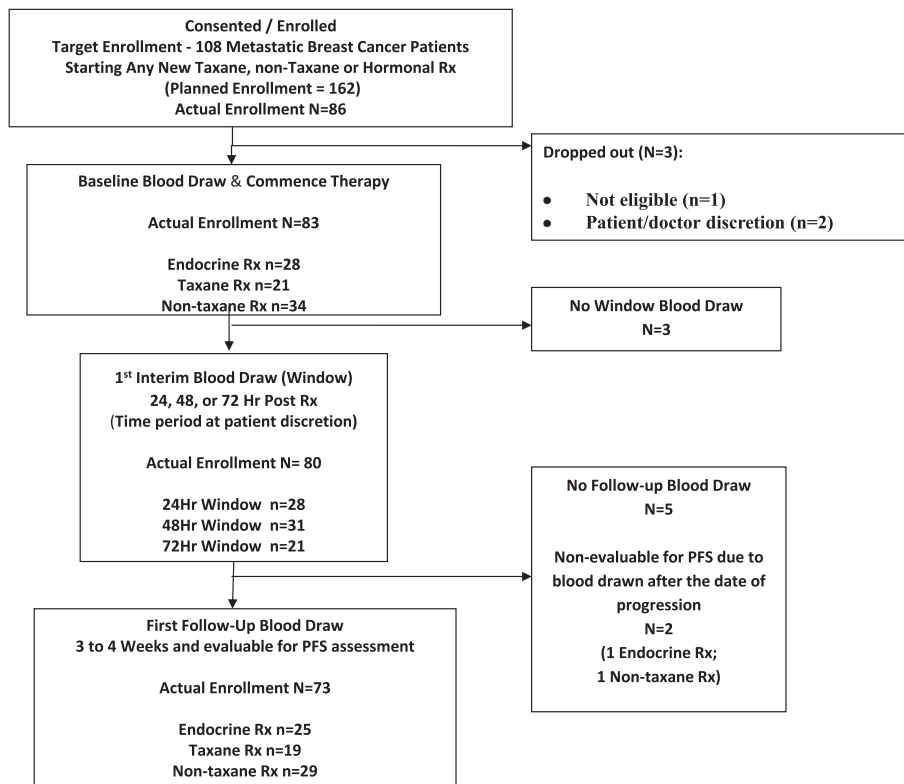 Consented / Enrolled
Target Enrollment - 108 Metastatic Breast Cancer Patients
Starting Any New Taxane, non-Taxane or Hormonal Rx
(Planned Enrollment = 162)
Actual Enrollment N=86
Dropped out (N=3):
• Not eligible (n=1)
• Patient/doctor discretion (n=2)
Baseline Blood Draw & Commence Therapy
Actual Enrollment N=83
Endocrine Rx n=28
Taxane Rx n=21
Non-taxane Rx n=34
No Window Blood Draw
N=3
1st Interim Blood Draw (Window)
24, 48, or 72 Hr Post Rx
(Time period at patient discretion)
Actual Enrollment N= 80
24Hr Window n=28
48Hr Window n=31
72Hr Window n=21
No Follow-up Blood Draw
N=5
Non-evaluable for PFS due to
blood drawn after the date of
progression
N=2
(1 Endocrine Rx;
1 Non-taxane Rx)
First Follow-Up Blood Draw
3 to 4 Weeks and evaluable for PFS assessment
Actual Enrollment N=73
Endocrine Rx n=25
Taxane Rx n=19
Non-taxane Rx n=29